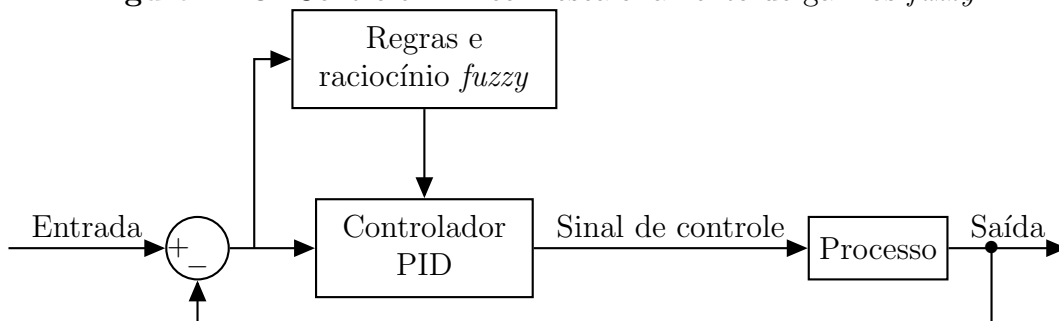 Regras e
raciocínio fuzzy
Entrada
+
−
Controlador
PID
Sinal de controle
Processo
Saída